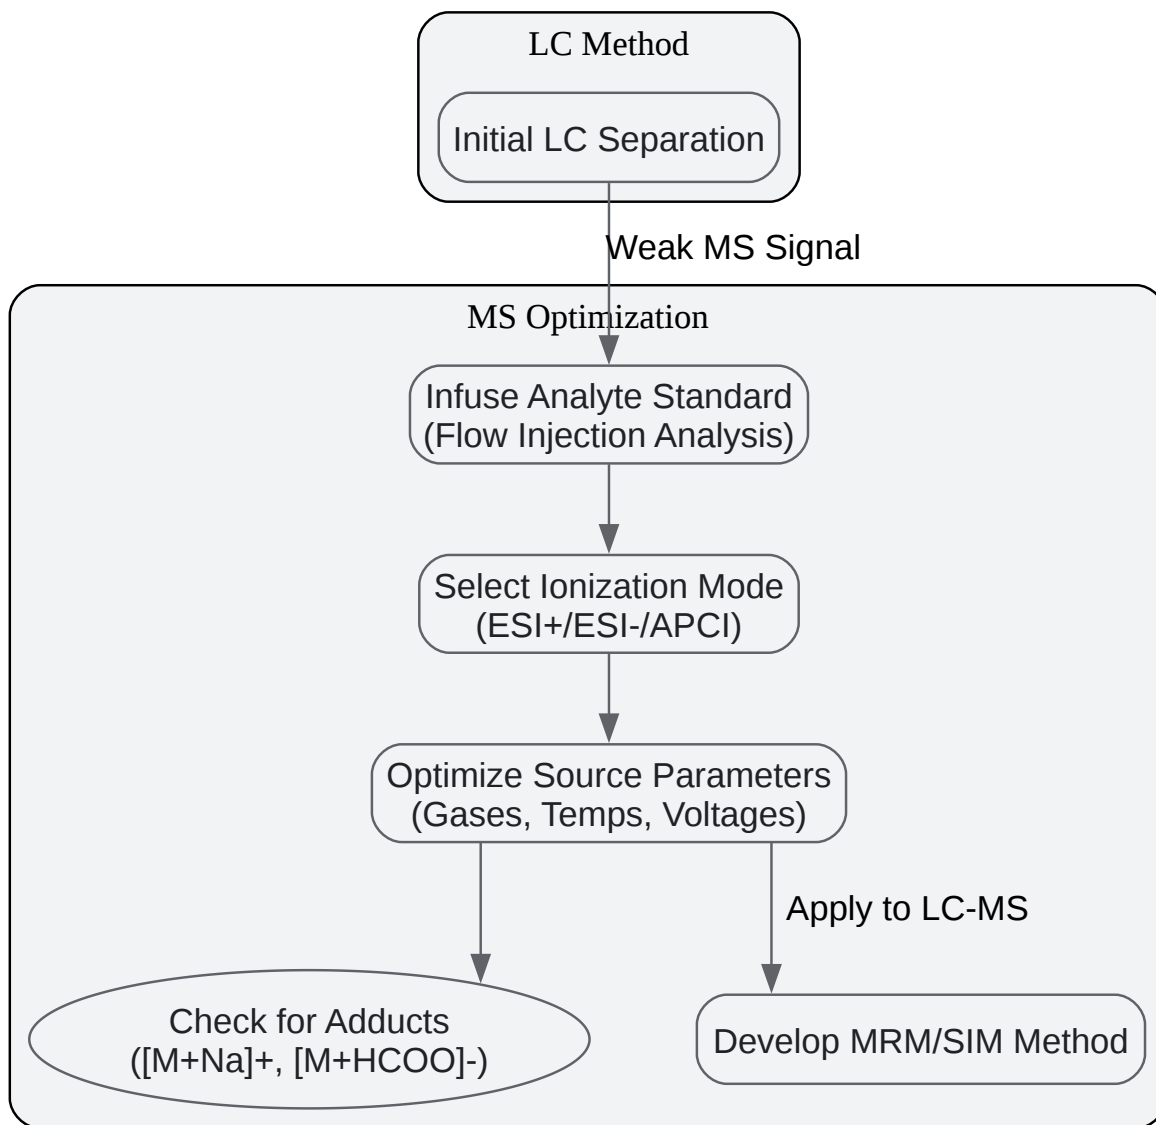 LC Method
Initial LC Separation
Weak MS Signal
MS Optimization
Infuse Analyte Standard
(Flow Injection Analysis)
Select Ionization Mode
(ESI+/ESI-/APCI)
Optimize Source Parameters
(Gases, Temps, Voltages)
Apply to LC-MS
Check for Adducts
([M+Na]+, [M+HCOO]-)
Develop MRM/SIM Method